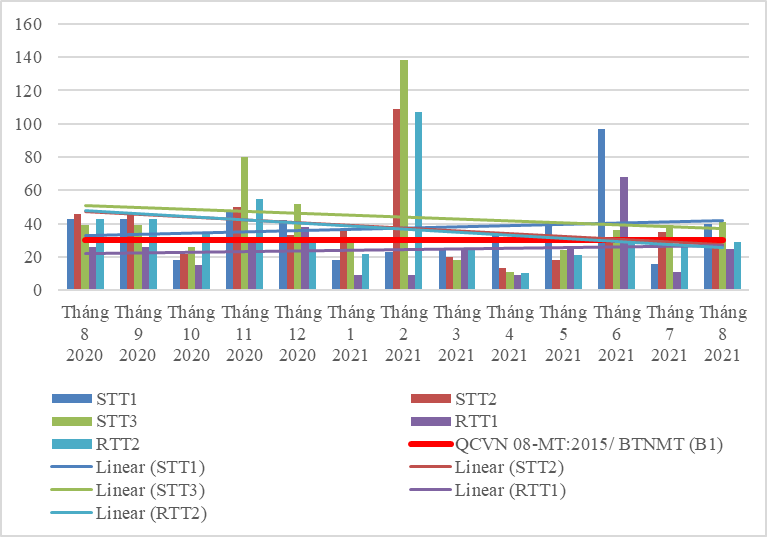 160
140
120
100
80
60
40
20
0
Tháng Tháng Tháng Tháng Tháng Tháng Tháng Tháng Tháng Tháng Tháng Tháng Tháng
8 9 10 11 12 1 2 3 4 5 6 7 8
2020 2020 2020 2020 2020 2021 2021 2021 2021 2021 2021 2021 2021
STT1 STT2
STT3 RTT1
RTT2 QCVN 08-MT:2015/ BTNMT (B1)
Linear (STT1) Linear (STT2)
Linear (STT3) Linear (RTT1)
Linear (RTT2)